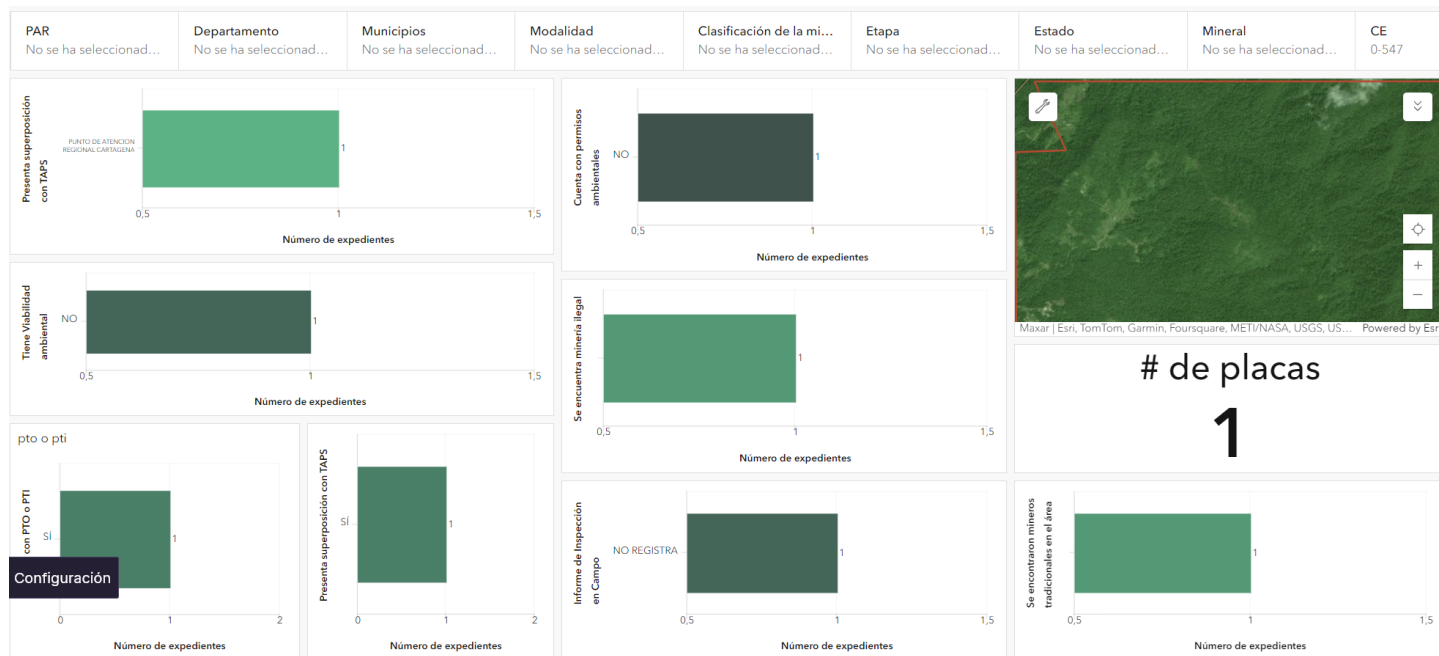 PAR
No se ha seleccionad...
Departamento
No se ha seleccionad...
Municipios
No se ha seleccionad...
Modalidad
No se ha seleccionad...
Clasificación de la mi...
No se ha seleccionad...
Etapa
No se ha seleccionad...
Estado
No se ha seleccionad...
Mineral
No se ha seleccionad...
CE
0-547
Presenta superposición
con TAPS
PUNTO DE ATENCION
REGIONAL CARTAGENA
1
0,5 1 1,5
Número de expedientes
Cuenta con permisos
ambientales
NO
1
0,5 1 1,5
Número de expedientes
Maxar | Esri, TomTom, Garmin, Foursquare, METI/NASA, USGS, US... Powered by Esr
Tiene Viabilidad
ambiental
NO
1
0,5 1 1,5
Número de expedientes
Se encuentra minería ilegal
1
0,5 1 1,5
Número de expedientes
# de placas
1
pto o pti
con PTO o PTI
SÍ
1
0 1 2
Número de expedientes
Configuración
Presenta superposición con TAPS
SÍ
1
0 1 2
Número de expedientes
Informe de Inspección
en Campo
NO REGISTRA
1
0,5 1 1,5
Número de expedientes
Se encontraron mineros
tradicionales en el área
1
0,5 1 1,5
Número de expedientes